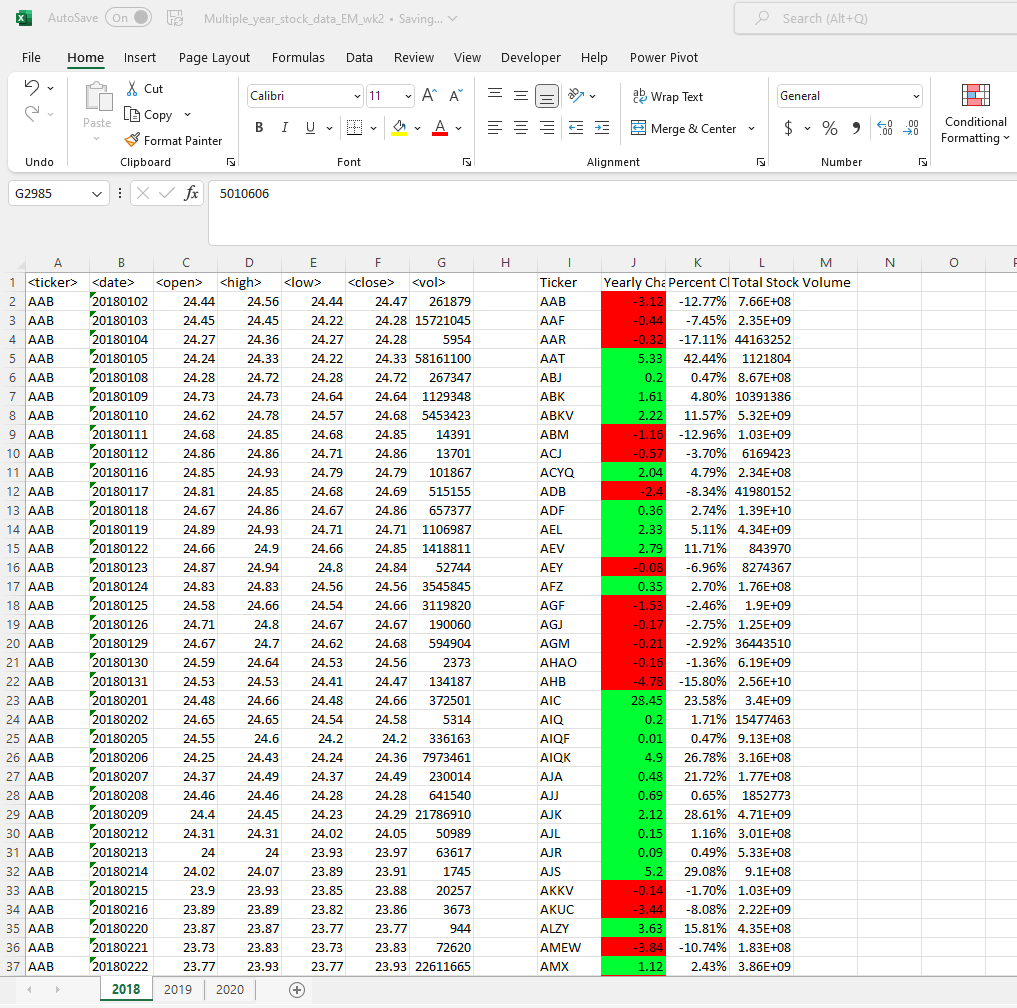 AutoSave On Multiple_year_stock_data_EM_wk2 • Saving... Search (Alt+Q)
File Home Insert Page Layout Formulas Data Review View Developer Help Power Pivot
Cut Calibri 11 Wrap Text General
Paste Copy B I U A Merge & Center $ % Conditional
Format Painter Formatting
Undo Clipboard Font Alignment Number
G2985 fx 5010606
A B C D E F G H I J K L M N O
1 <ticker> <date> <open> <high> <low> <close> <vol> Ticker Yearly Cha Percent Cl Total Stock Volume
2 AAB 20180102 24.44 24.56 24.44 24.47 261879 AAB -3.12 -12.77% 7.66E+08
3 AAB 20180103 24.45 24.45 24.22 24.28 15721045 AAF -0.44 -7.45% 2.35E+09
4 AAB 20180104 24.27 24.36 24.27 24.28 5954 AAR -0.32 -17.11% 44163252
5 AAB 20180105 24.24 24.33 24.22 24.33 58161100 AAT 5.33 42.44% 1121804
6 AAB 20180108 24.28 24.72 24.28 24.72 267347 ABJ 0.2 0.47% 8.67E+08
7 AAB 20180109 24.73 24.73 24.64 24.64 1129348 ABK 1.61 4.80% 10391386
8 AAB 20180110 24.62 24.78 24.57 24.68 5453423 ABKV 2.22 11.57% 5.32E+09
9 AAB 20180111 24.68 24.85 24.68 24.85 14391 ABM -1.16 -12.96% 1.03E+09
10 AAB 20180112 24.86 24.86 24.71 24.86 13701 ACJ -0.57 -3.70% 6169423
11 AAB 20180116 24.85 24.93 24.79 24.79 101867 ACYQ 2.04 4.79% 2.34E+08
12 AAB 20180117 24.81 24.85 24.68 24.69 515155 ADB -2.4 -8.34% 41980152
13 AAB 20180118 24.67 24.86 24.67 24.86 657377 ADF 0.36 2.74% 1.39E+10
14 AAB 20180119 24.89 24.93 24.71 24.71 1106987 AEL 2.33 5.11% 4.34E+09
15 AAB 20180122 24.66 24.9 24.66 24.85 1418811 AEV 2.79 11.71% 843970
16 AAB 20180123 24.87 24.94 24.8 24.84 52744 AEY -0.08 -6.96% 8274367
17 AAB 20180124 24.83 24.83 24.56 24.56 3545845 AFZ 0.35 2.70% 1.76E+08
18 AAB 20180125 24.58 24.66 24.54 24.66 3119820 AGF -1.53 -2.46% 1.9E+09
19 AAB 20180126 24.71 24.8 24.67 24.67 190060 AGJ -0.17 -2.75% 1.25E+09
20 AAB 20180129 24.67 24.7 24.62 24.68 594904 AGM -0.21 -2.92% 36443510
21 AAB 20180130 24.59 24.64 24.53 24.56 2373 AHAO -0.16 -1.36% 6.19E+09
22 AAB 20180131 24.53 24.53 24.41 24.47 134187 AHB -4.78 -15.80% 2.56E+10
23 AAB 20180201 24.48 24.66 24.48 24.66 372501 AIC 28.45 23.58% 3.4E+09
24 AAB 20180202 24.65 24.65 24.54 24.58 5314 AIQ 0.2 1.71% 15477463
25 AAB 20180205 24.55 24.6 24.2 24.2 336163 AIQF 0.01 0.47% 9.13E+08
26 AAB 20180206 24.25 24.43 24.24 24.36 7973461 AIQK 4.9 26.78% 3.16E+08
27 AAB 20180207 24.37 24.49 24.37 24.49 230014 AJA 0.48 21.72% 1.77E+08
28 AAB 20180208 24.46 24.46 24.28 24.28 641540 AJJ 0.69 0.65% 1852773
29 AAB 20180209 24.4 24.45 24.23 24.29 21786910 AJK 2.12 28.61% 4.71E+09
30 AAB 20180212 24.31 24.31 24.02 24.05 50989 AJL 0.15 1.16% 3.01E+08
31 AAB 20180213 24 24 23.93 23.97 63617 AJR 0.09 0.49% 5.33E+08
32 AAB 20180214 24.02 24.07 23.89 23.91 1745 AJS 5.2 29.08% 9.1E+08
33 AAB 20180215 23.9 23.93 23.85 23.88 20257 AKKV -0.14 -1.70% 1.03E+09
34 AAB 20180216 23.89 23.89 23.82 23.86 3673 AKUC -3.44 -8.08% 2.22E+09
35 AAB 20180220 23.87 23.87 23.77 23.77 944 ALZY 3.63 15.81% 4.35E+08
36 AAB 20180221 23.73 23.83 23.73 23.83 72620 AMEW -3.84 -10.74% 1.83E+08
37 AAB 20180222 23.77 23.93 23.77 23.93 22611665 AMX 1.12 2.43% 3.86E+09
2018 2019 2020